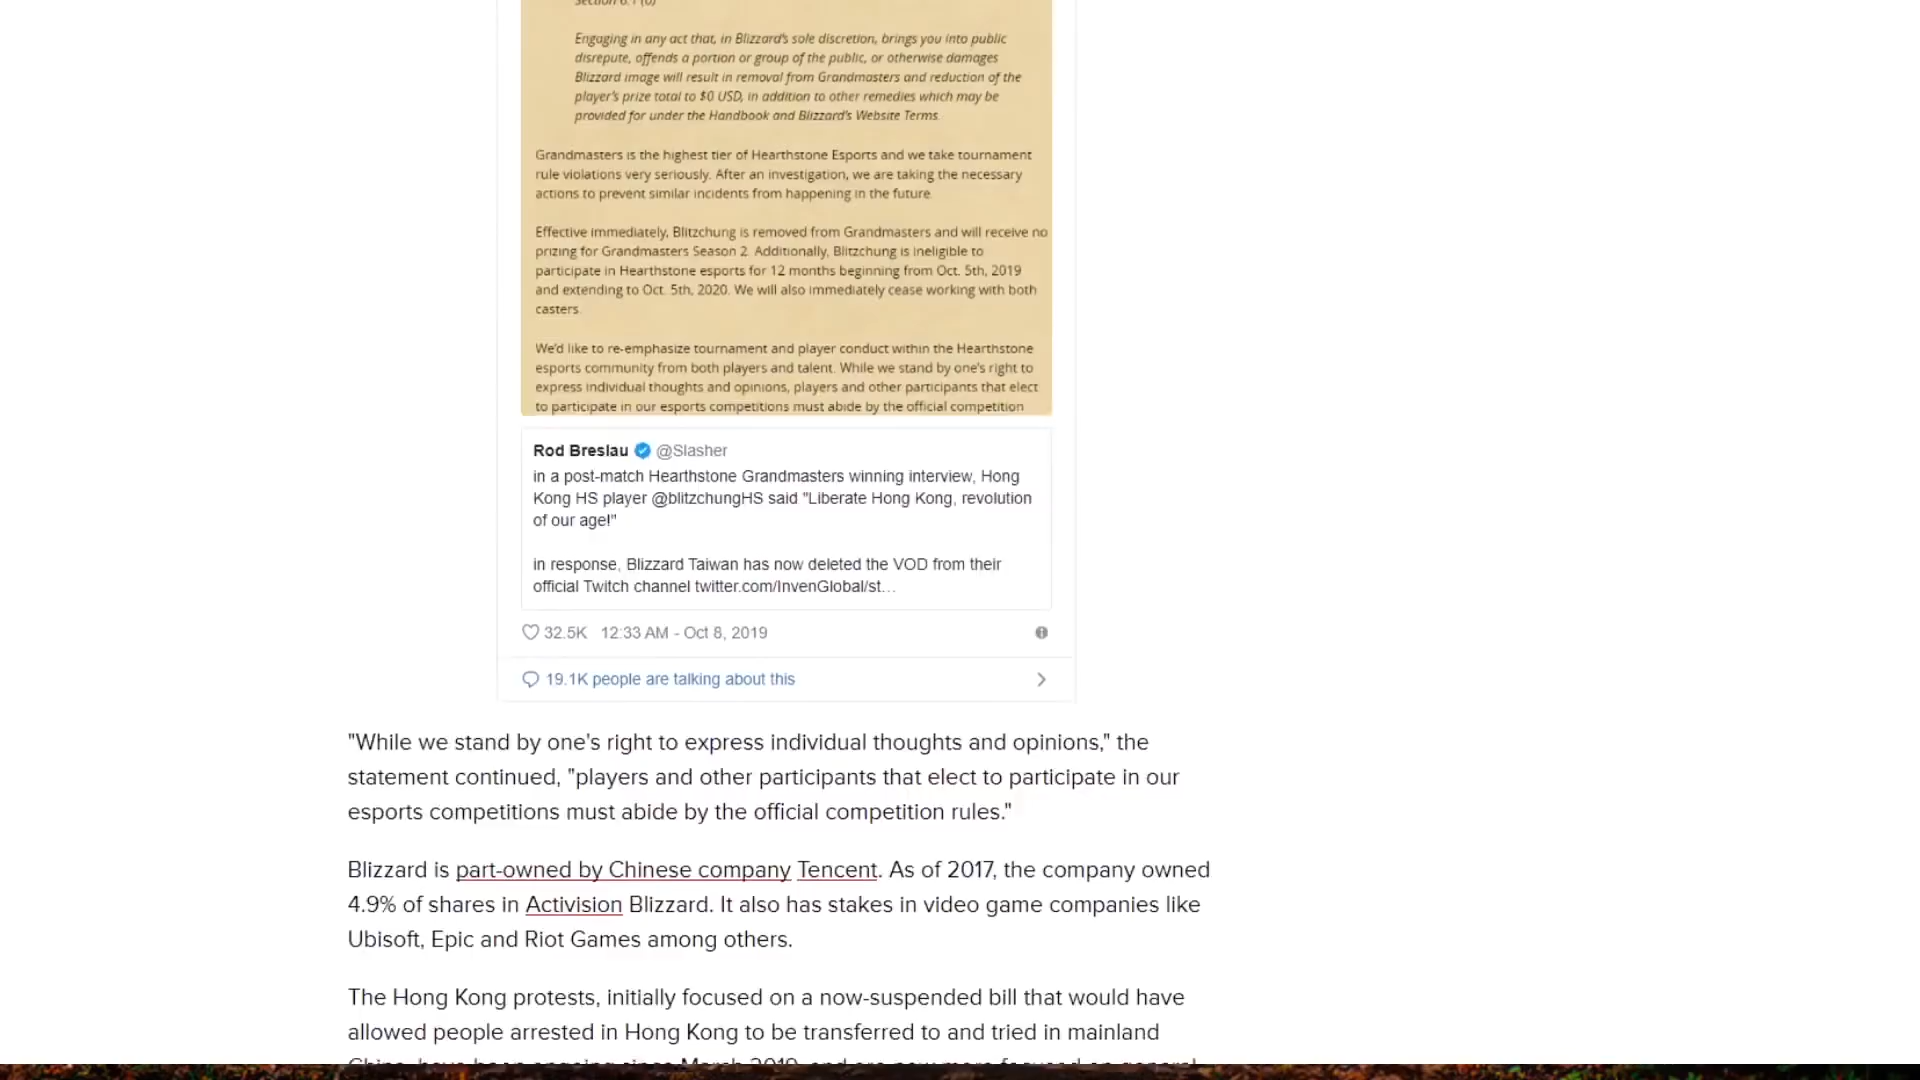 Section 6.1 (o)
Engaging in any act that, in Blizzard's sole discretion, brings you into public
disrepute, offends a portion or group of the public, or otherwise damages
Blizzard image will result in removal from Grandmasters and reduction of the
player's prize total to $0 USD, in addition to other remedies which may be
provided for under the Handbook and Blizzard's Website Terms.
Grandmasters is the highest tier of Hearthstone Esports and we take tournament
rule violations very seriously. After an investigation, we are taking the necessary
actions to prevent similar incidents from happening in the future.
Effective immediately, Blitzchung is removed from Grandmasters and will receive no
prizing for Grandmasters Season 2. Additionally, Blitzchung is ineligible to
participate in Hearthstone esports for 12 months beginning from Oct. 5th, 2019
and extending to Oct. 5th, 2020. We will also immediately cease working with both
casters.
We'd like to re-emphasize tournament and player conduct within the Hearthstone
esports community from both players and talent. While we stand by one's right to
express individual thoughts and opinions, players and other participants that elect
to participate in our esports competitions must abide by the official competition
Rod Breslau @Slasher
in a post-match Hearthstone Grandmasters winning interview, Hong
Kong HS player @blitzchungHS said "Liberate Hong Kong, revolution
of our age!"
in response, Blizzard Taiwan has now deleted the VOD from their
official Twitch channel twitter.com/InvenGlobal/st…
32.5K 12:33 AM - Oct 8, 2019
19.1K people are talking about this
"While we stand by one's right to express individual thoughts and opinions," the
statement continued, "players and other participants that elect to participate in our
esports competitions must abide by the official competition rules."
Blizzard is part-owned by Chinese company Tencent. As of 2017, the company owned
4.9% of shares in Activision Blizzard. It also has stakes in video game companies like
Ubisoft, Epic and Riot Games among others.
The Hong Kong protests, initially focused on a now-suspended bill that would have
allowed people arrested in Hong Kong to be transferred to and tried in mainland
China, have been ongoing since March 2019, and are now more focused on general